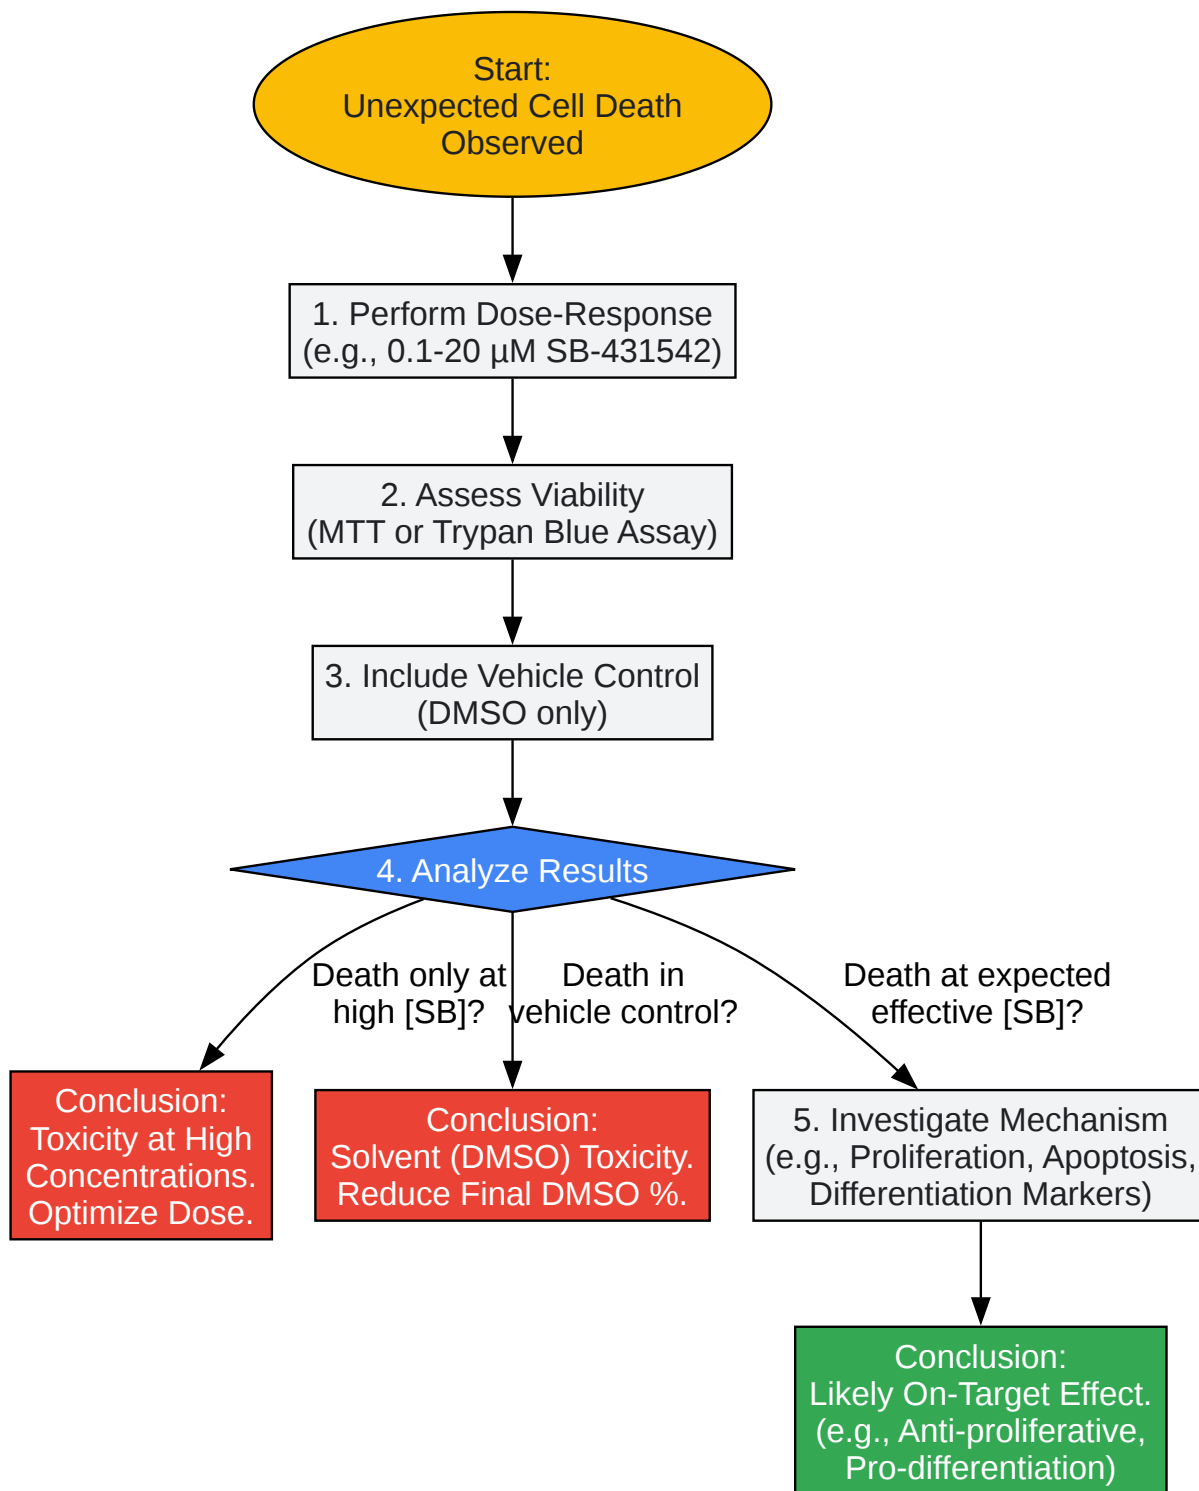 Start:
Unexpected Cell Death
Observed
1. Perform Dose-Response
(e.g., 0.1-20 µM SB-431542)
2. Assess Viability
(MTT or Trypan Blue Assay)
3. Include Vehicle Control
(DMSO only)
4. Analyze Results
Death only at
high [SB]?
Death in
vehicle control?
Death at expected
effective [SB]?
Conclusion:
Toxicity at High
Concentrations.
Optimize Dose.
Conclusion:
Solvent (DMSO) Toxicity.
Reduce Final DMSO %.
5. Investigate Mechanism
(e.g., Proliferation, Apoptosis,
Differentiation Markers)
Conclusion:
Likely On-Target Effect.
(e.g., Anti-proliferative,
Pro-differentiation)